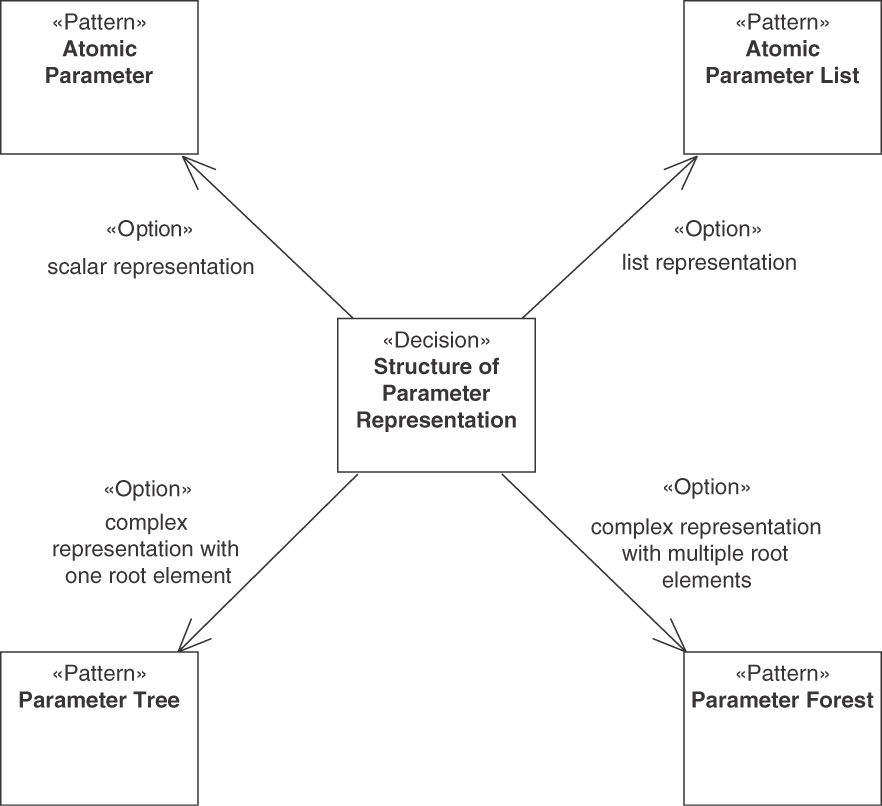 «Pattern»
Atomic
Parameter
«Pattern»
Atomic
Parameter List
«Option»
scalar representation
«Option»
list representation
«Decision»
Structure of
Parameter
Representation
«Option»
complex
representation with
one root element
«Option»
complex representation
with multiple root
elements
«Pattern»
Parameter Tree
«Pattern»
Parameter Forest